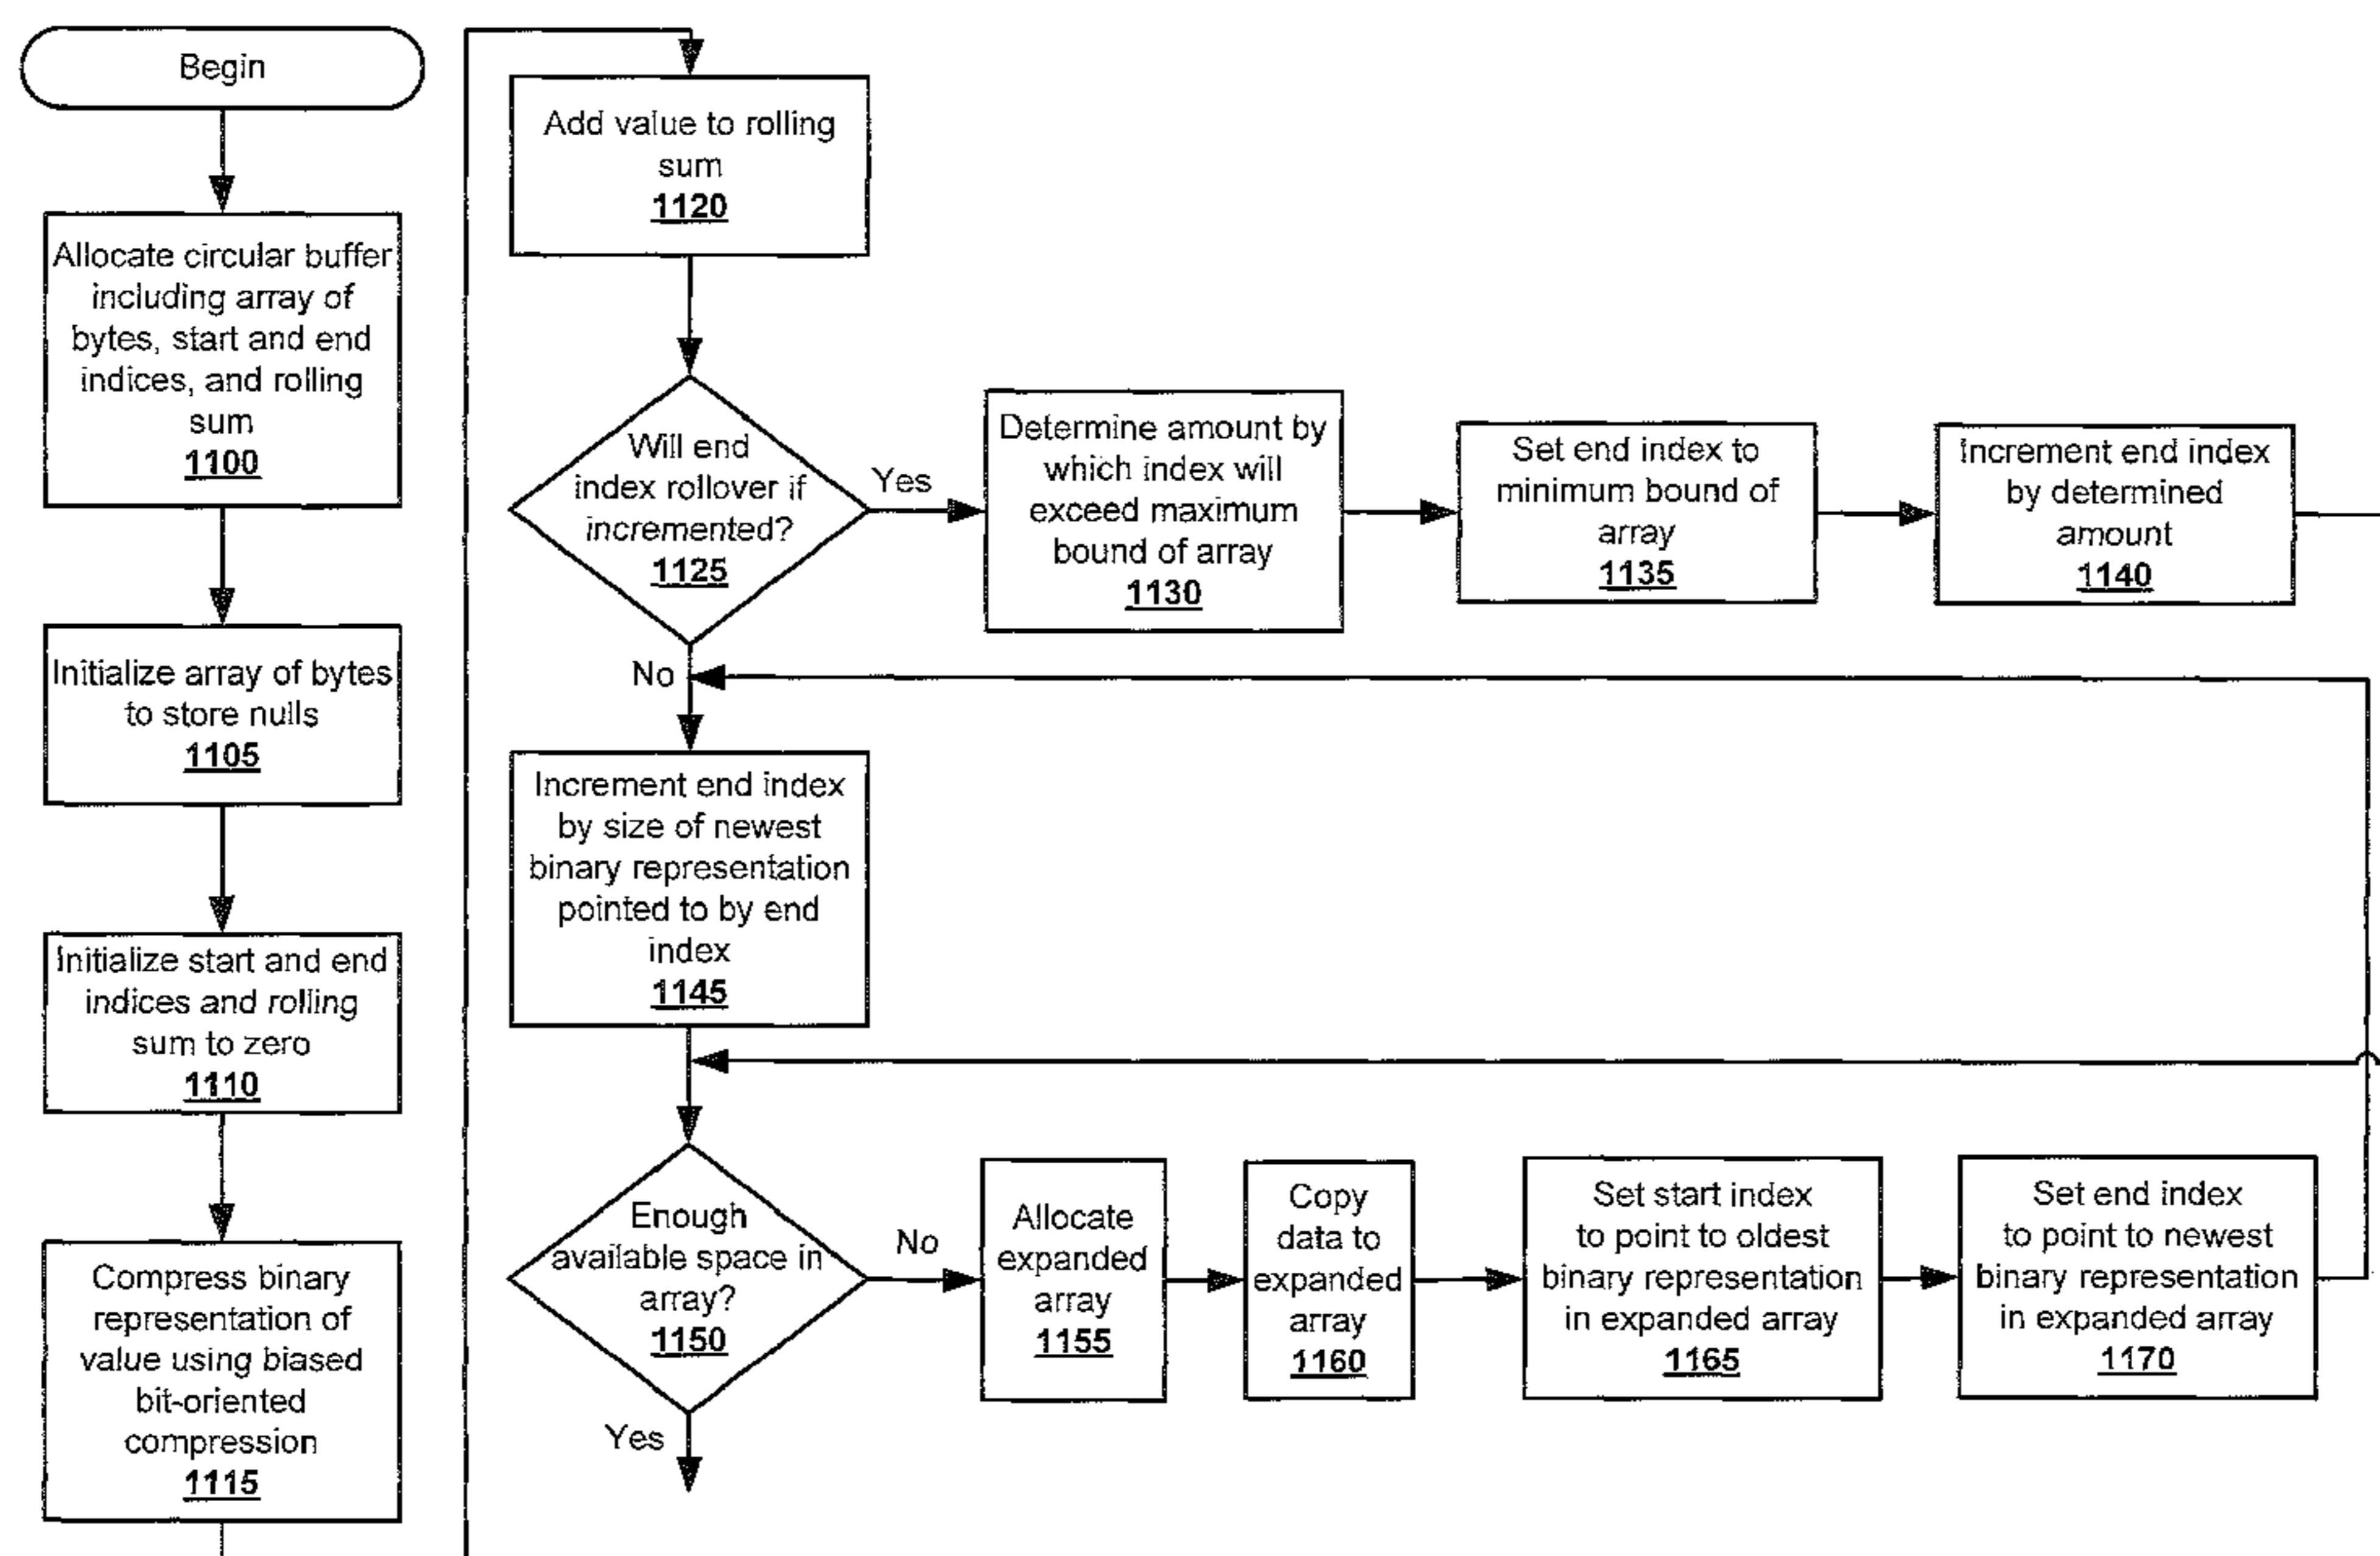 Begin
Allocate circular buffer
including array of
bytes, start and end
indices, and rolling
sum
1100
Initialize array of bytes
to store nulls
1105
Initialize start and end
indices and rolling
sum to zero
1110
Compress binary
representation of
value using biased
bit-oriented
compression
1115
Add value to rolling
sum
1120
Will end
index rollover if
incremented?
1125
Yes
Determine amount by
which index will
exceed maximum
bound of array
1130
Set end index to
minimum bound of
array
1135
Increment end index
by determined
amount
1140
No
Increment end index
by size of newest
binary representation
pointed to by end
index
1145
Enough
available space in
array?
1150
No
Allocate
expanded
array
1155
Copy
data to
expanded
array
1160
Set start index
to point to oldest
binary representation
in expanded array
1165
Set end index
to point to newest
binary representation
in expanded array
1170
Yes